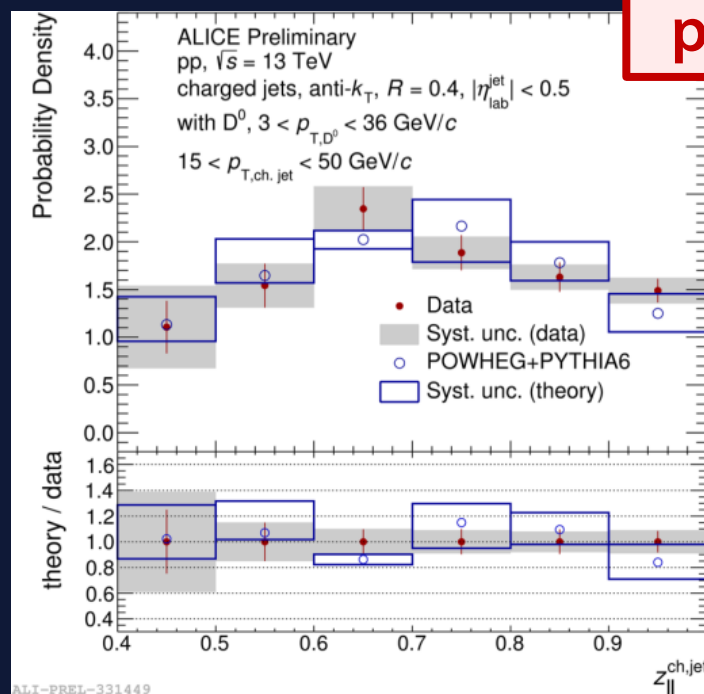 p
ALICE Preliminary
pp, √s = 13 TeV
charged jets, anti-kT, R = 0.4, |η^jet_lab| < 0.5
with D⁰, 3 < pT,D⁰ < 36 GeV/c
15 < pT,ch. jet < 50 GeV/c
Probability Density
4.0
3.5
3.0
2.5
2.0
1.5
1.0
0.5
0.0
Data
Syst. unc. (data)
POWHEG+PYTHIA6
Syst. unc. (theory)
theory / data
1.6
1.4
1.2
1.0
0.8
0.6
0.4
0.4 0.5 0.6 0.7 0.8 0.9
z||^ch,jet
ALI-PREL-331449